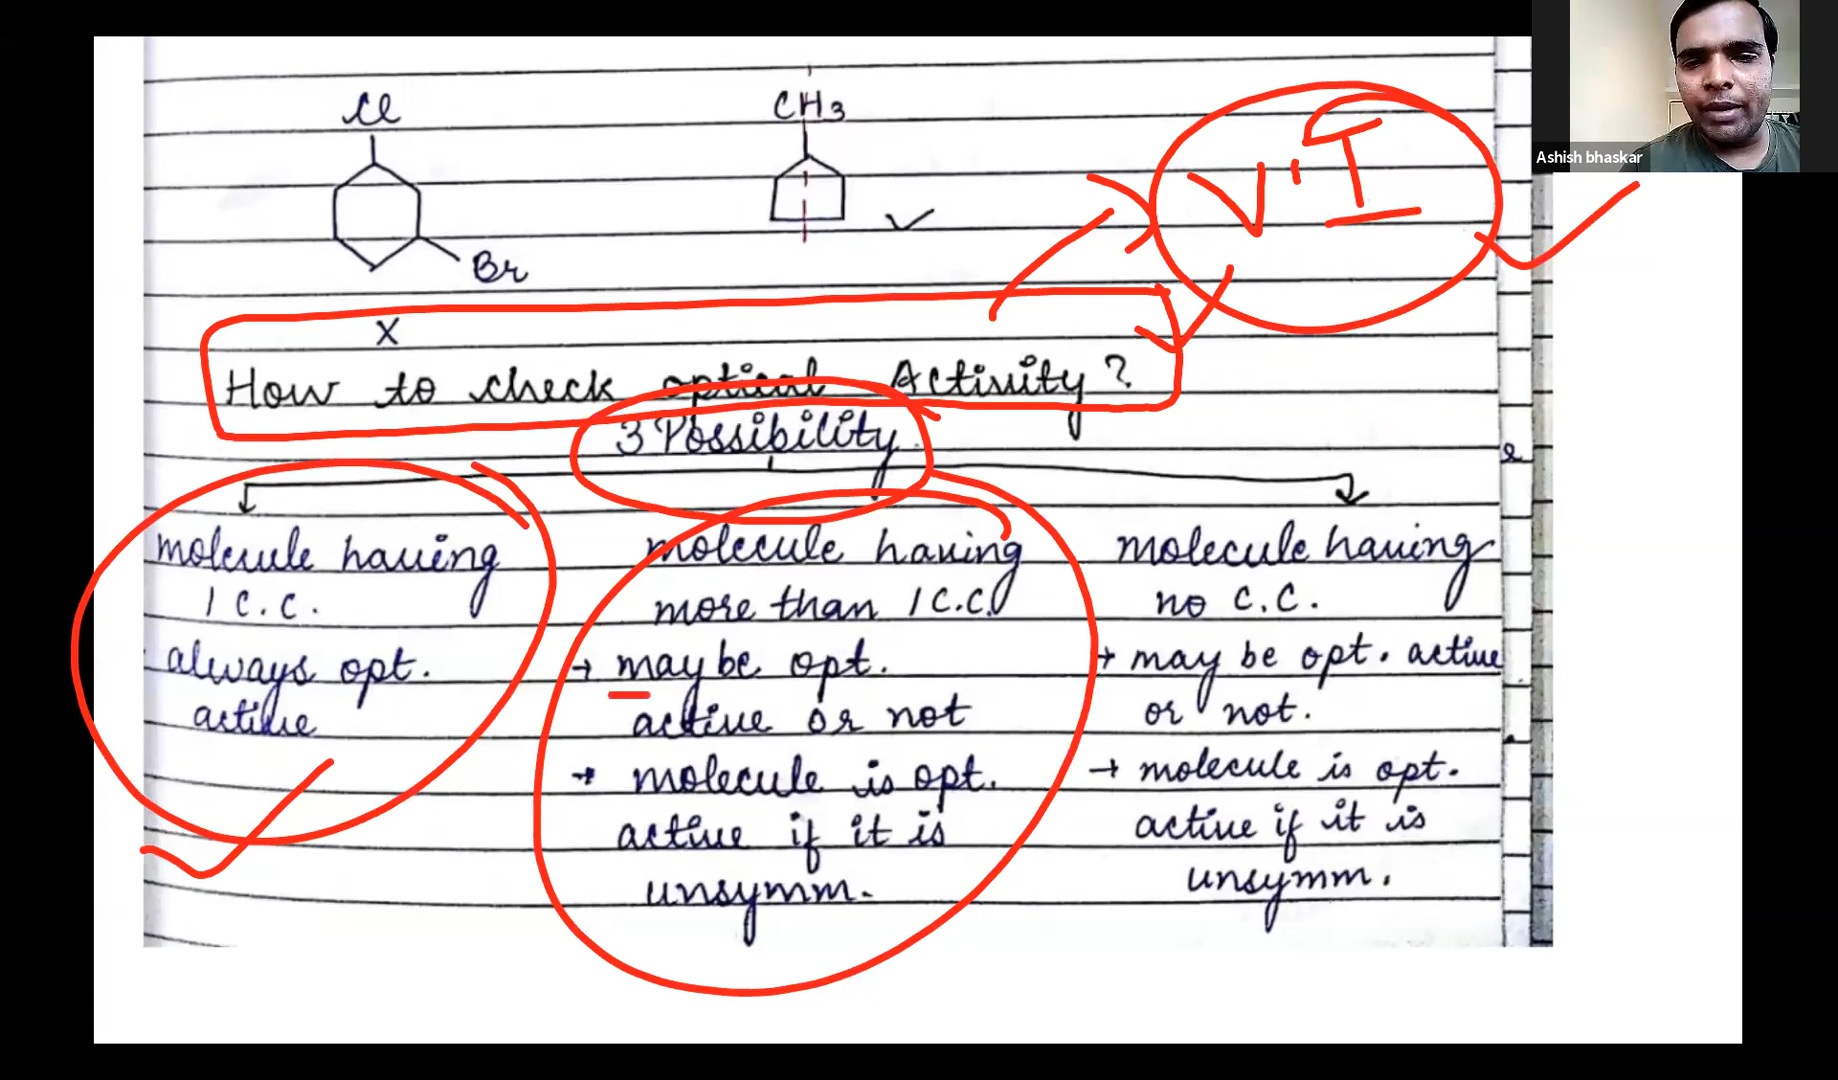 Cl
CH3
Br
V.I
Ashish bhaskar
X
How to check optical Activity?
3 Possibility
molecule having
1 C.C.
always opt.
active
molecule having
more than 1 C.C.
→ may be opt.
active or not
→ molecule is opt.
active if it is
unsymm.
molecule having
no C.C.
→ may be opt. active
or not.
→ molecule is opt.
active if it is
unsymm.